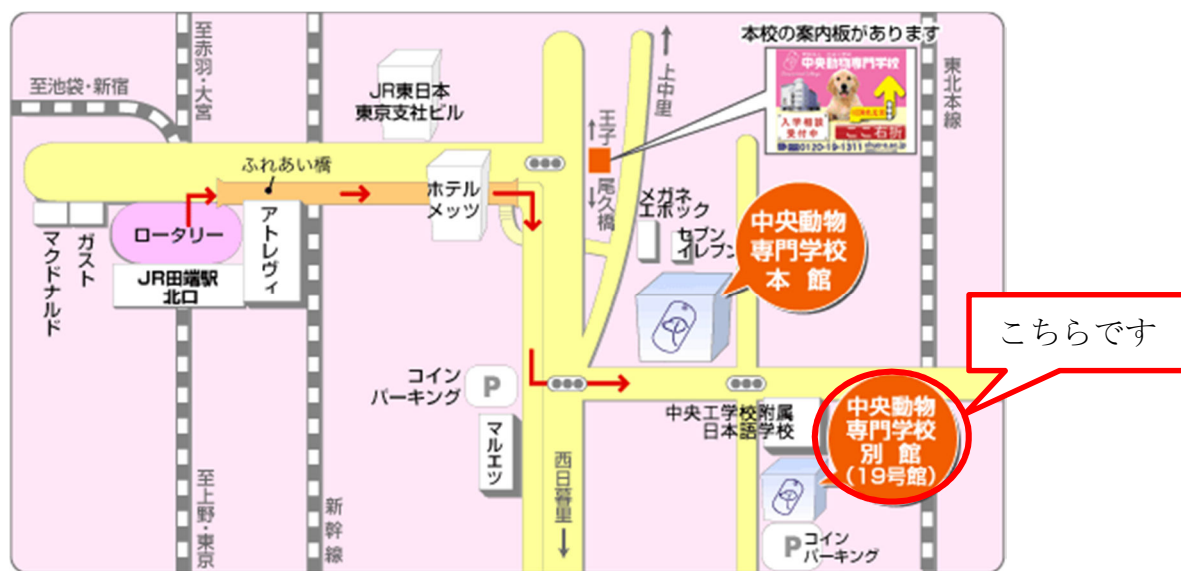 本校の案内板があります
中央動物専門学校
入学相談
受付中
ここ右折
0120-19-1311
至赤羽・大宮
至池袋・新宿
JR東日本
東京支社ビル
上中里
王子
尾久橋
東北本線
ふれあい橋
ホテル
メッツ
メガネ
エポック
セブン
イレブン
中央動物
専門学校
本館
マクドナルド
ガスト
ロータリー
アトレヴィ
JR田端駅
北口
こちらです
コイン
パーキング
P
マルエツ
中央工学校附属
日本語学校
中央動物
専門学校
別館
(19号館)
至上野・東京
新幹線
西日暮里
P
コイン
パーキング